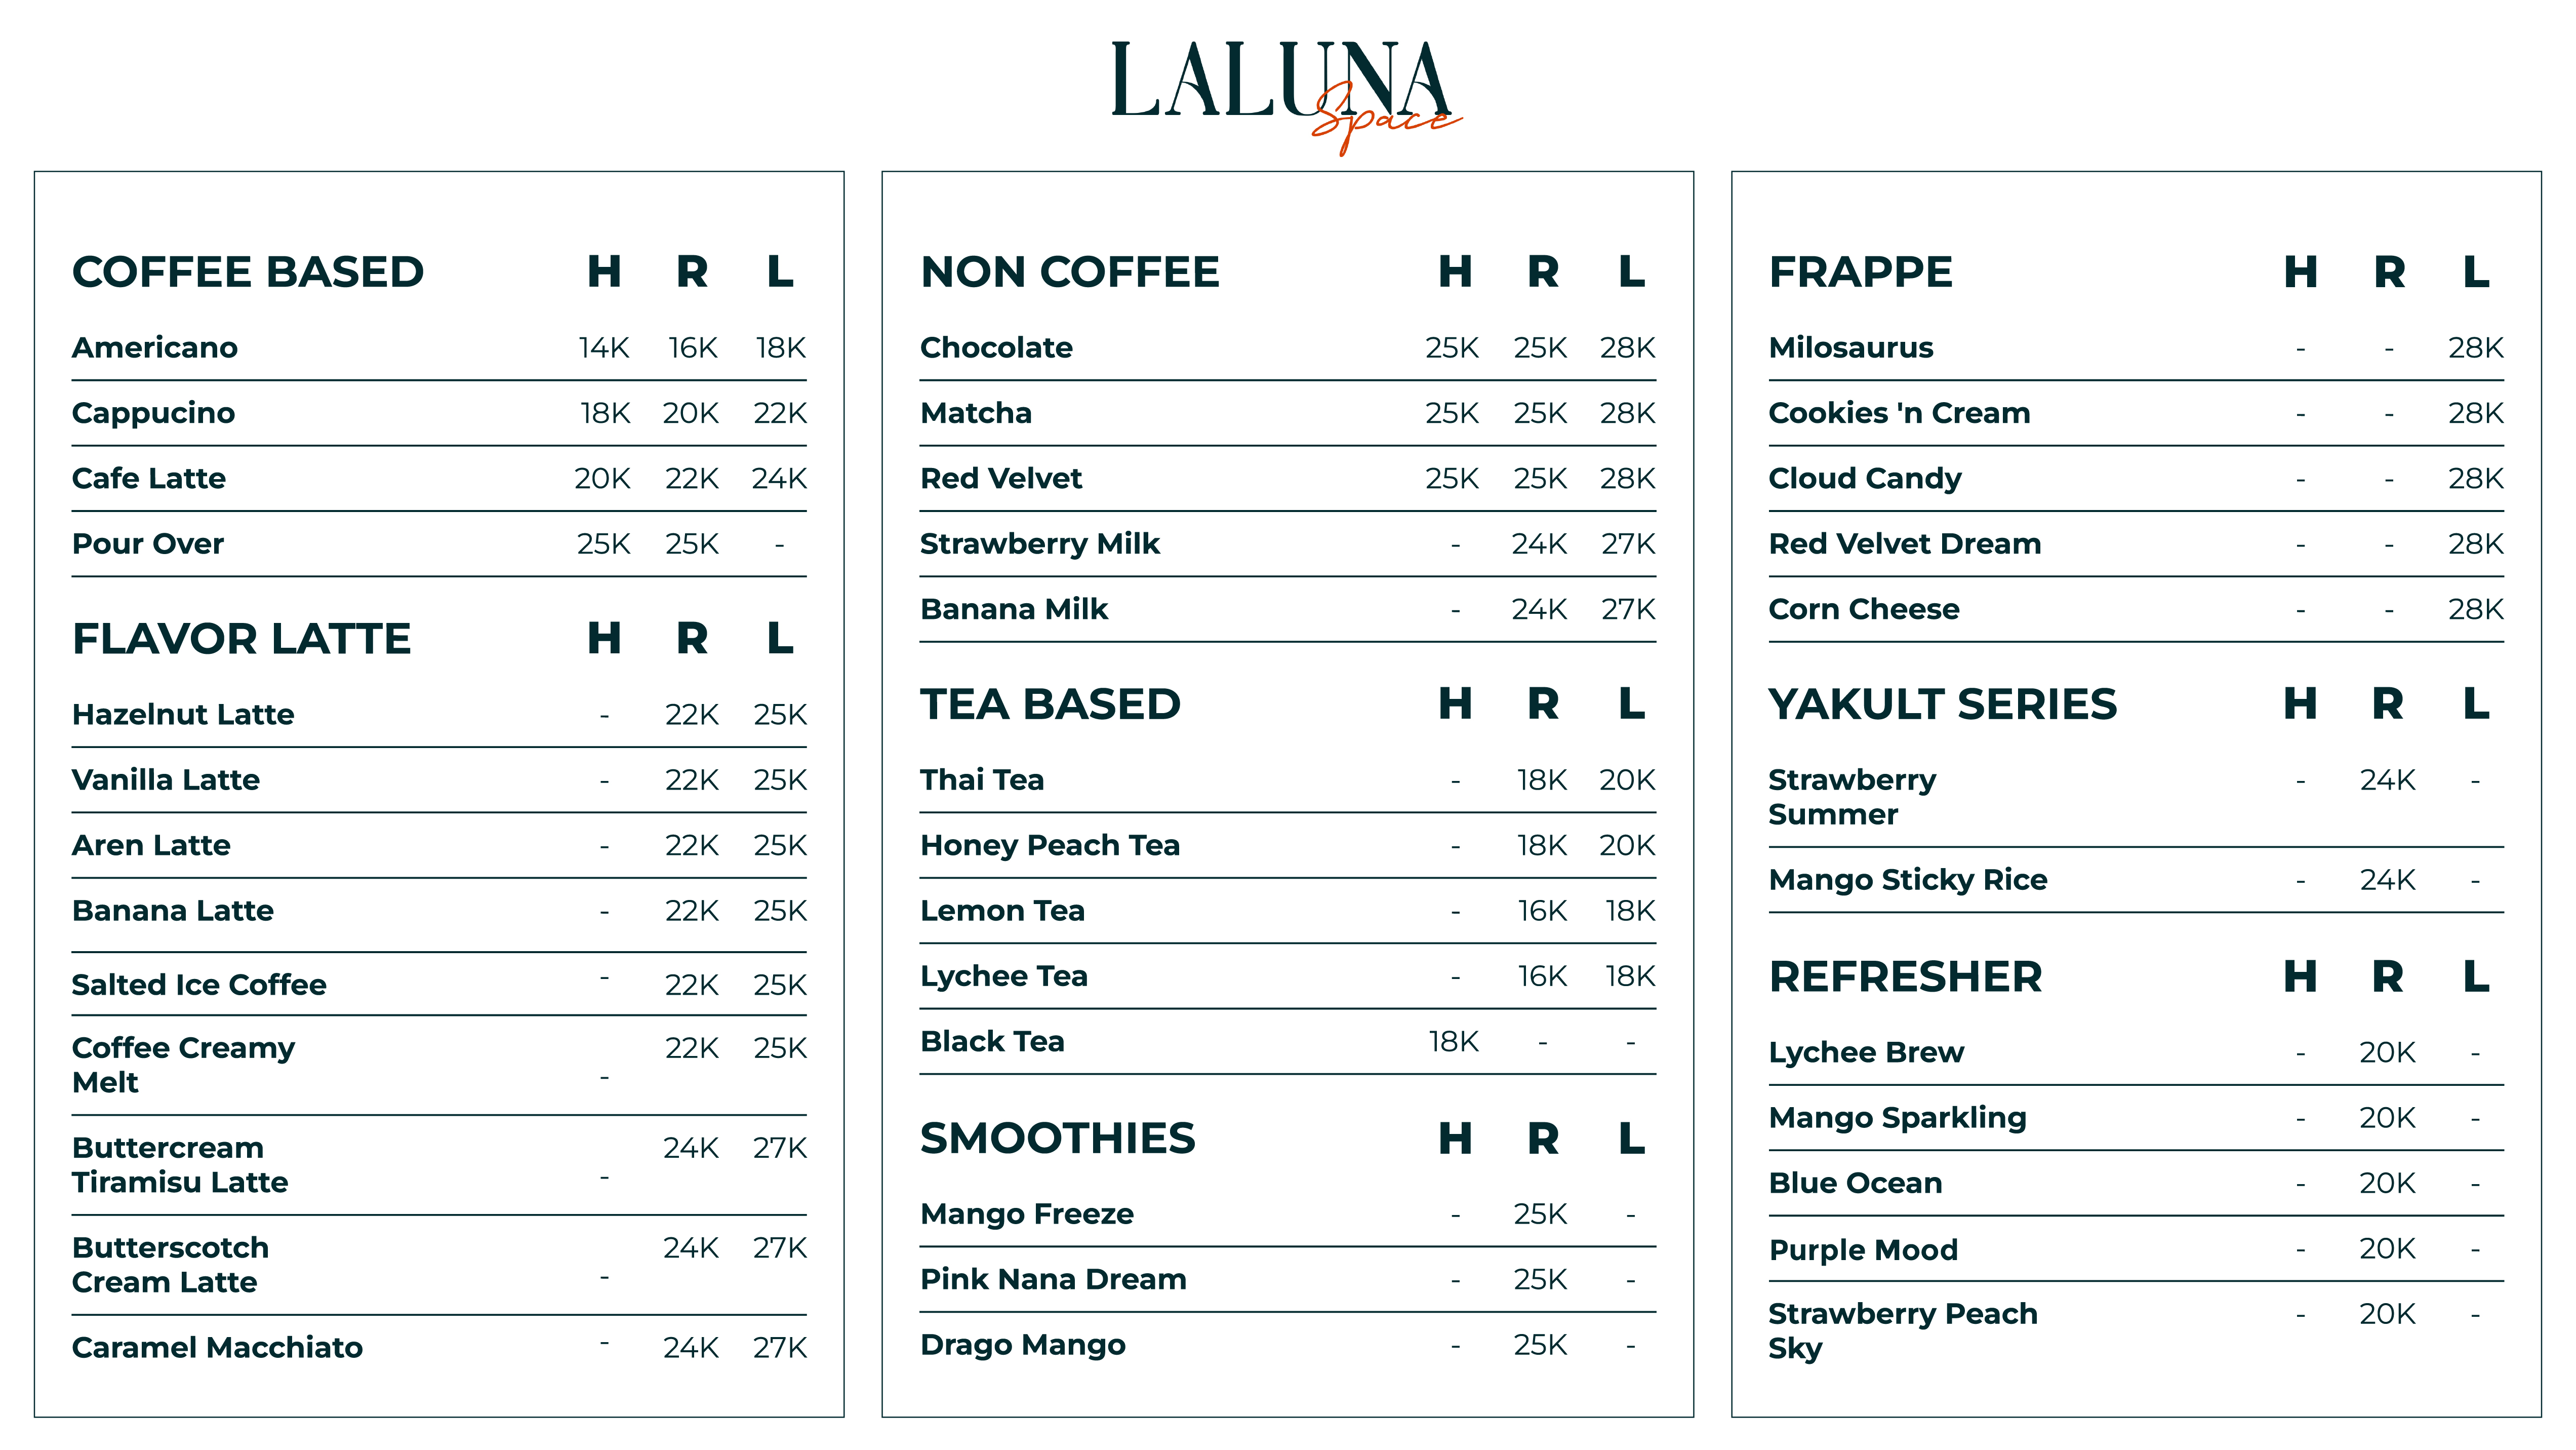 LALUNA
Space
COFFEE BASED H R L
Americano 14K 16K 18K
Cappucino 18K 20K 22K
Cafe Latte 20K 22K 24K
Pour Over 25K 25K -
FLAVOR LATTE H R L
Hazelnut Latte - 22K 25K
Vanilla Latte - 22K 25K
Aren Latte - 22K 25K
Banana Latte - 22K 25K
Salted Ice Coffee - 22K 25K
Coffee Creamy 22K 25K
Melt -
Buttercream 24K 27K
Tiramisu Latte -
Butterscotch 24K 27K
Cream Latte -
Caramel Macchiato - 24K 27K
NON COFFEE H R L
Chocolate 25K 25K 28K
Matcha 25K 25K 28K
Red Velvet 25K 25K 28K
Strawberry Milk - 24K 27K
Banana Milk - 24K 27K
TEA BASED H R L
Thai Tea - 18K 20K
Honey Peach Tea - 18K 20K
Lemon Tea - 16K 18K
Lychee Tea - 16K 18K
Black Tea 18K - -
SMOOTHIES H R L
Mango Freeze - 25K -
Pink Nana Dream - 25K -
Drago Mango - 25K -
FRAPPE H R L
Milosaurus - - 28K
Cookies 'n Cream - - 28K
Cloud Candy - - 28K
Red Velvet Dream - - 28K
Corn Cheese - - 28K
YAKULT SERIES H R L
Strawberry - 24K -
Summer
Mango Sticky Rice - 24K -
REFRESHER H R L
Lychee Brew - 20K -
Mango Sparkling - 20K -
Blue Ocean - 20K -
Purple Mood - 20K -
Strawberry Peach - 20K -
Sky